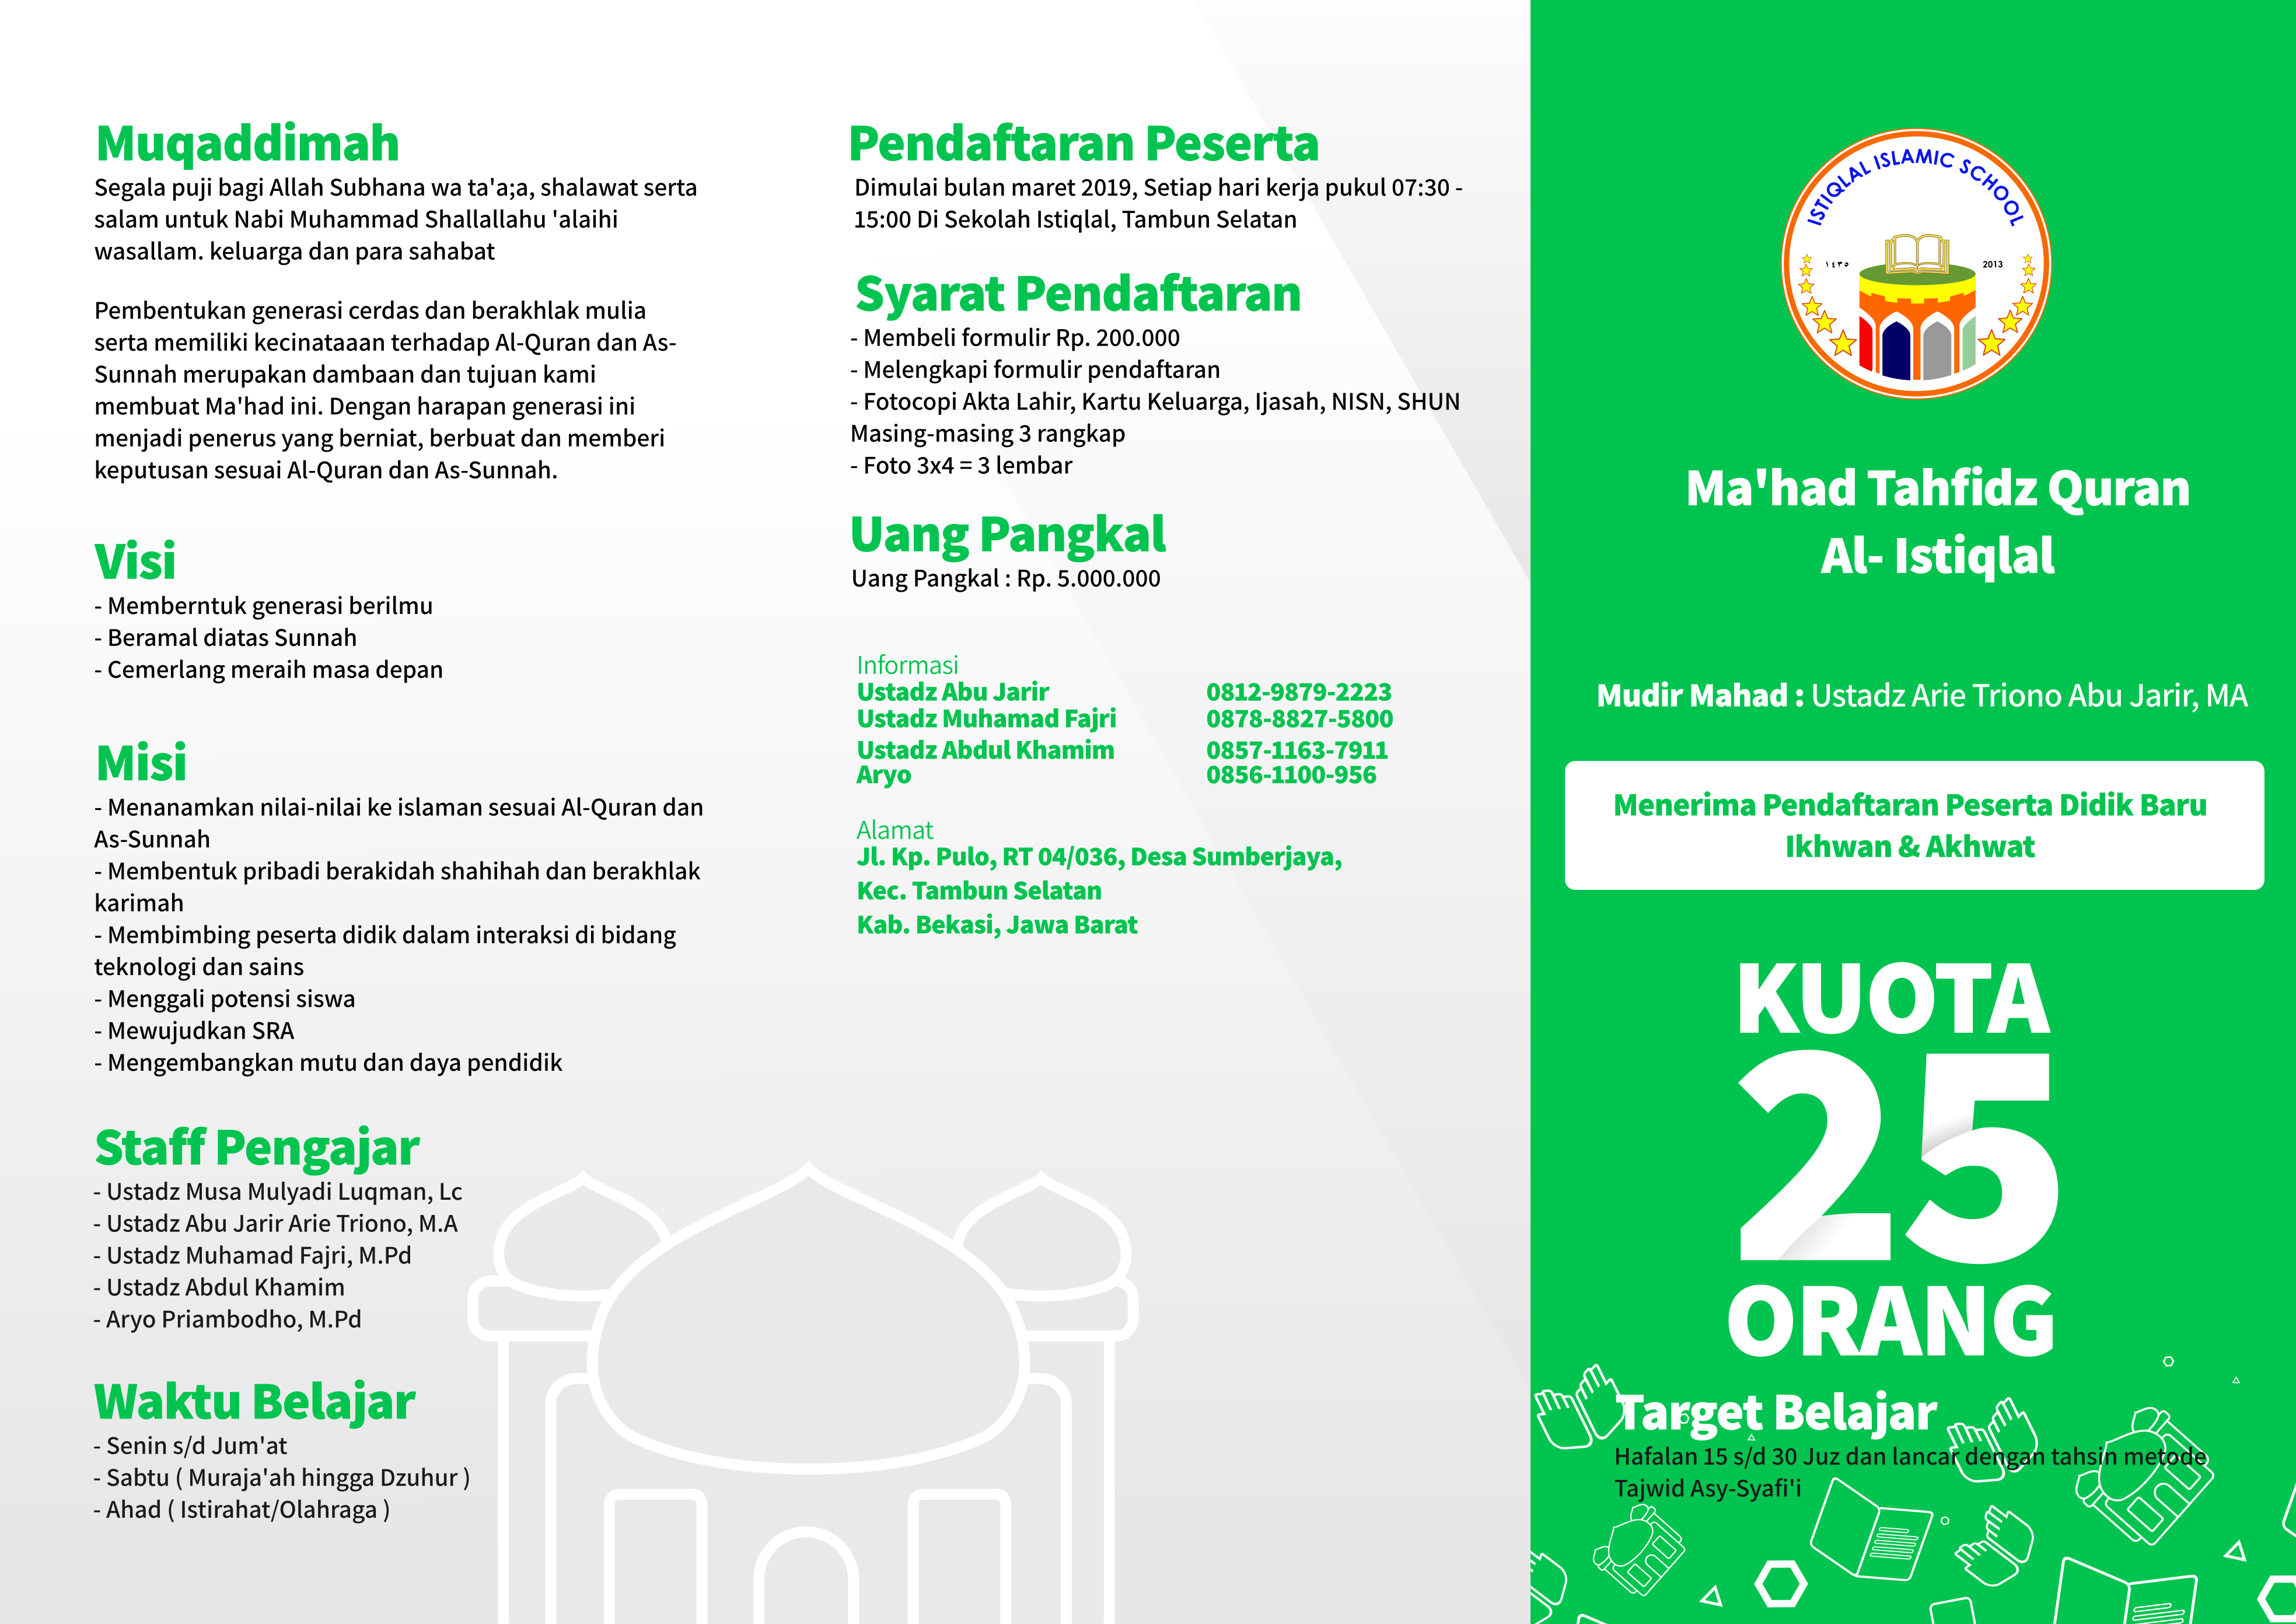 Muqaddimah
Segala puji bagi Allah Subhana wa ta'a;a, shalawat serta
salam untuk Nabi Muhammad Shallallahu 'alaihi
wasallam. keluarga dan para sahabat
Pembentukan generasi cerdas dan berakhlak mulia
serta memiliki kecinataaan terhadap Al-Quran dan As-
Sunnah merupakan dambaan dan tujuan kami
membuat Ma'had ini. Dengan harapan generasi ini
menjadi penerus yang berniat, berbuat dan memberi
keputusan sesuai Al-Quran dan As-Sunnah.
Visi
- Memberntuk generasi berilmu
- Beramal diatas Sunnah
- Cemerlang meraih masa depan
Misi
- Menanamkan nilai-nilai ke islaman sesuai Al-Quran dan
As-Sunnah
- Membentuk pribadi berakidah shahihah dan berakhlak
karimah
- Membimbing peserta didik dalam interaksi di bidang
teknologi dan sains
- Menggali potensi siswa
- Mewujudkan SRA
- Mengembangkan mutu dan daya pendidik
Staff Pengajar
- Ustadz Musa Mulyadi Luqman, Lc
- Ustadz Abu Jarir Arie Triono, M.A
- Ustadz Muhamad Fajri, M.Pd
- Ustadz Abdul Khamim
- Aryo Priambodho, M.Pd
Waktu Belajar
- Senin s/d Jum'at
- Sabtu ( Muraja'ah hingga Dzuhur )
- Ahad ( Istirahat/Olahraga )
Pendaftaran Peserta
Dimulai bulan maret 2019, Setiap hari kerja pukul 07:30 -
15:00 Di Sekolah Istiqlal, Tambun Selatan
Syarat Pendaftaran
- Membeli formulir Rp. 200.000
- Melengkapi formulir pendaftaran
- Fotocopi Akta Lahir, Kartu Keluarga, Ijasah, NISN, SHUN
Masing-masing 3 rangkap
- Foto 3x4 = 3 lembar
Uang Pangkal
Uang Pangkal : Rp. 5.000.000
Informasi
Ustadz Abu Jarir 0812-9879-2223
Ustadz Muhamad Fajri 0878-8827-5800
Ustadz Abdul Khamim 0857-1163-7911
Aryo 0856-1100-956
Alamat
Jl. Kp. Pulo, RT 04/036, Desa Sumberjaya,
Kec. Tambun Selatan
Kab. Bekasi, Jawa Barat
ISTIQLAL ISLAMIC SCHOOL
١٤٣٥ 2013
Ma'had Tahfidz Quran
Al- Istiqlal
Mudir Mahad : Ustadz Arie Triono Abu Jarir, MA
Menerima Pendaftaran Peserta Didik Baru
Ikhwan & Akhwat
KUOTA
25
ORANG
Target Belajar
Hafalan 15 s/d 30 Juz dan lancar dengan tahsin metode
Tajwid Asy-Syafi'i